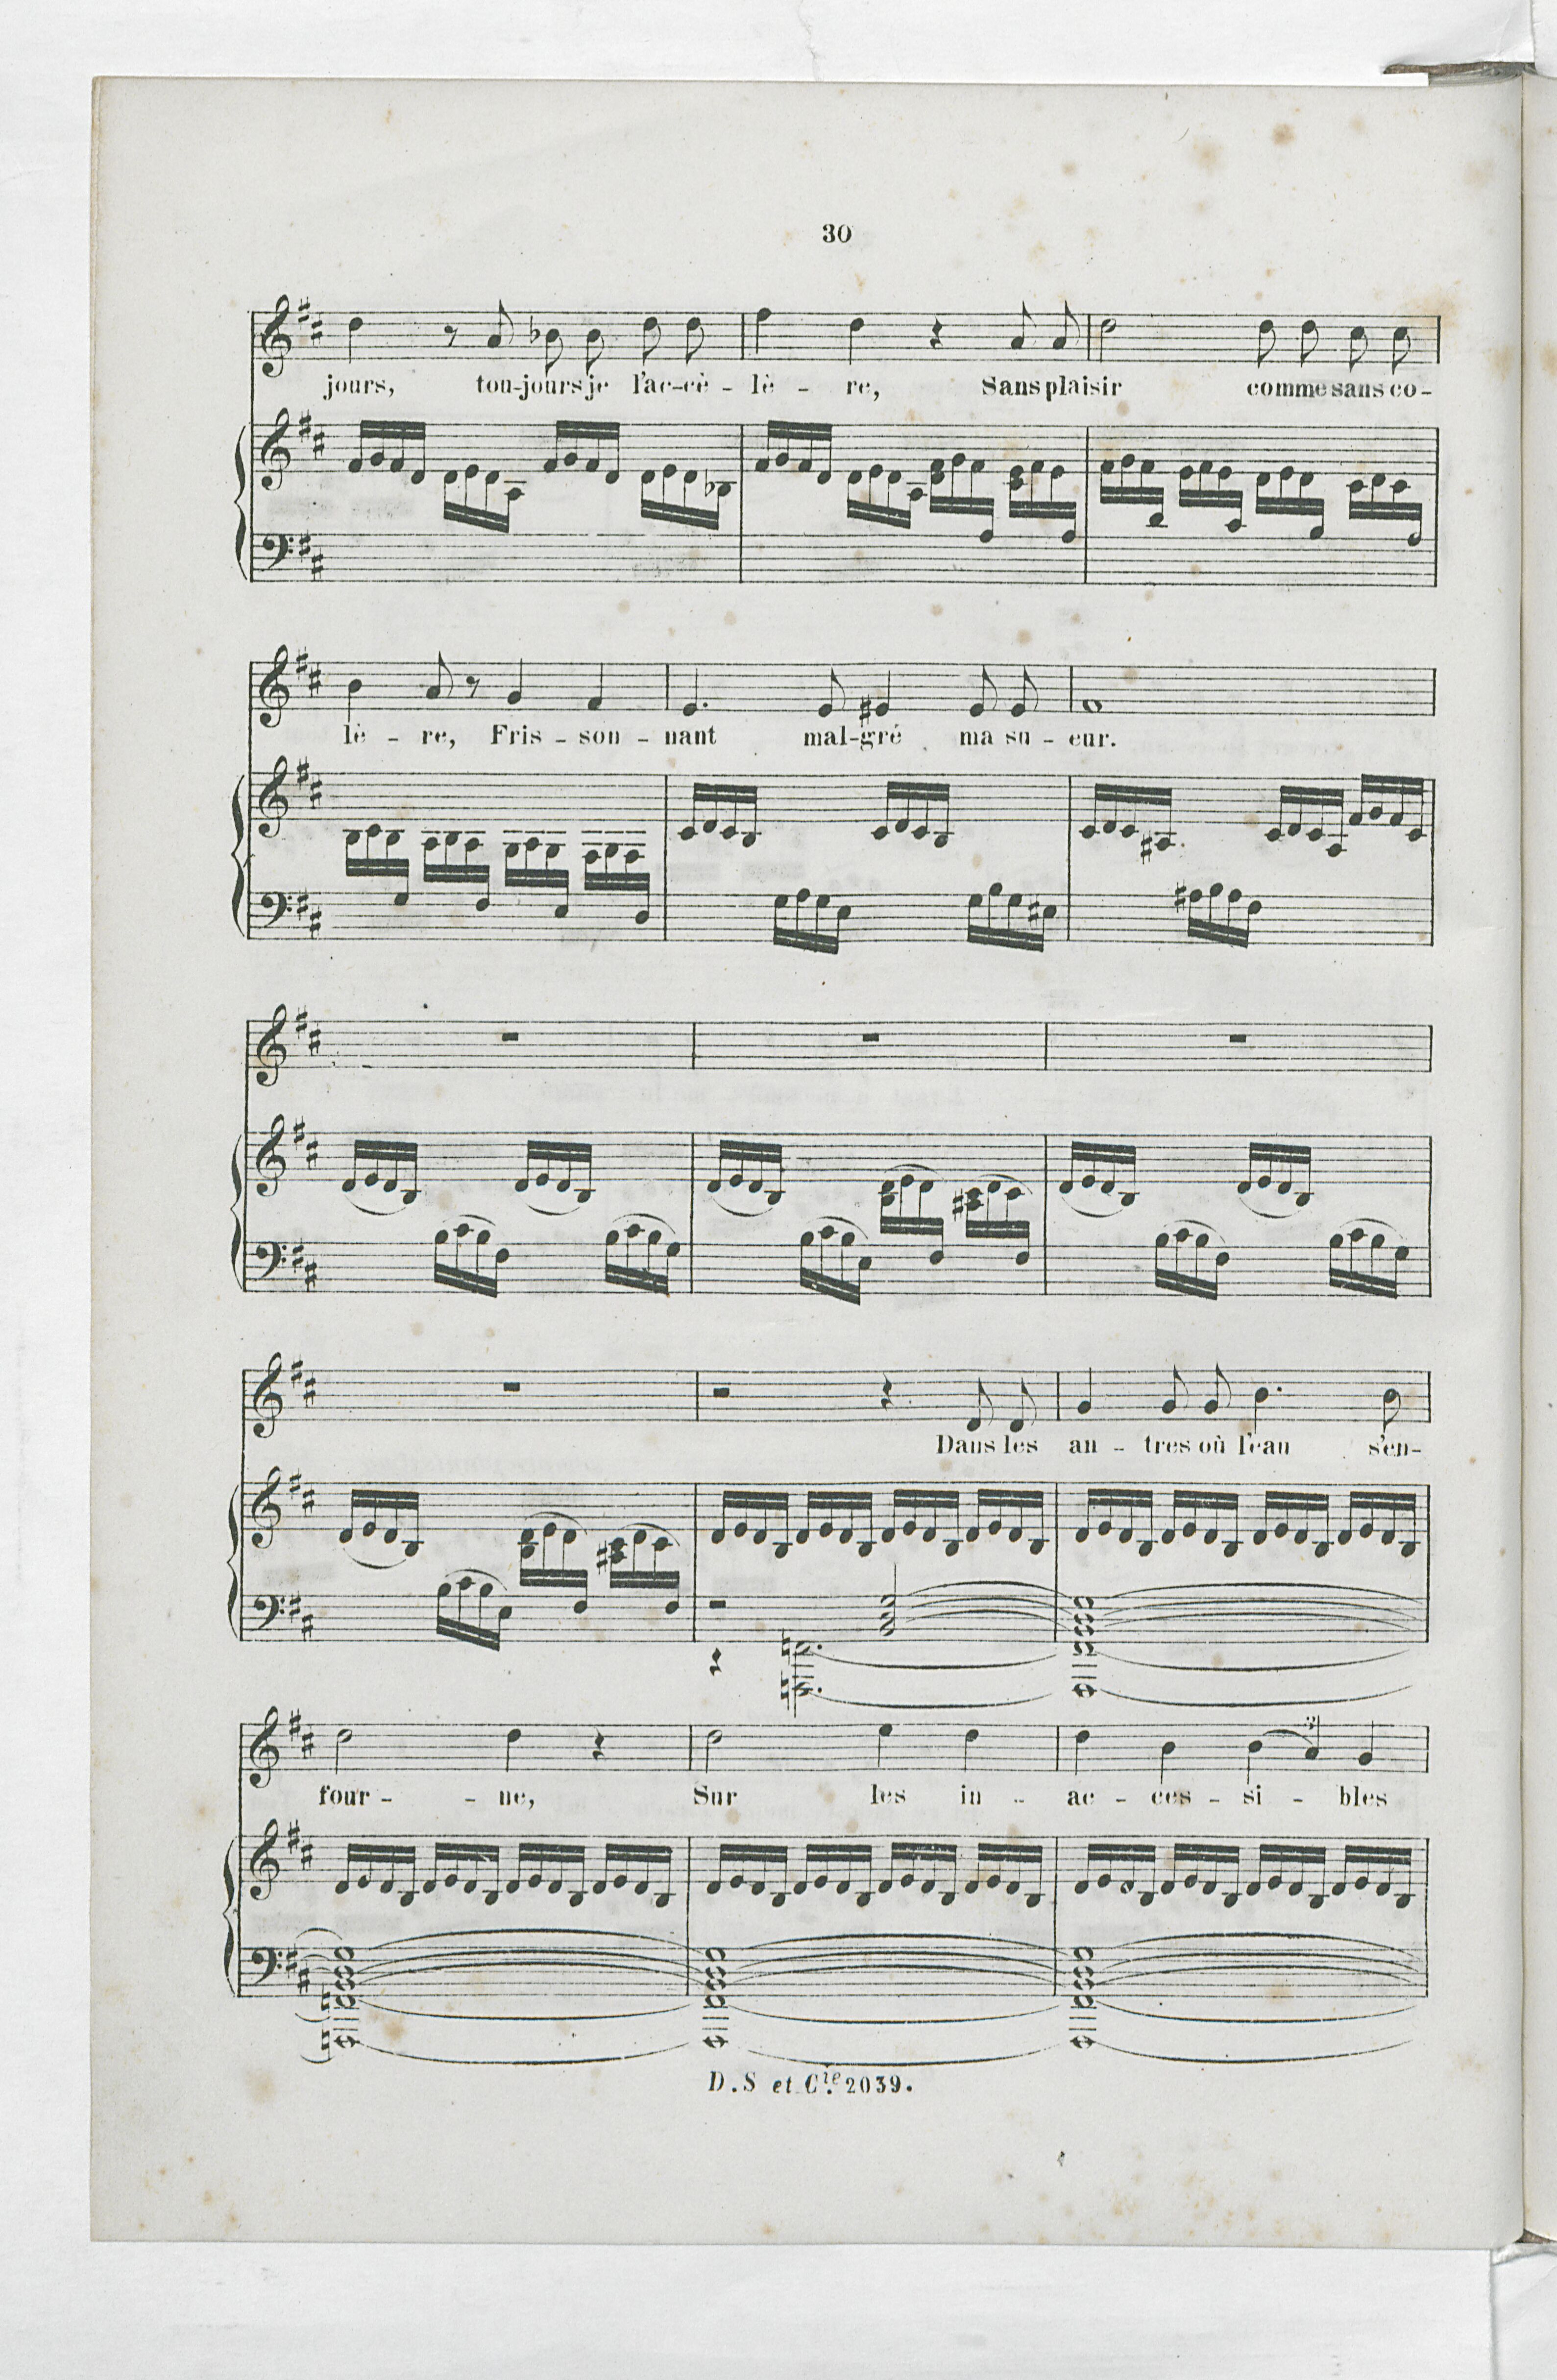 30
jours, tou-jours je l'ac-cè - lè - re, Sans plaisir comme sans co-
lè - re, Fris - son - nant mal-gré ma su - eur.
Dans les an - tres où l'eau s'en-
four - - ne, Sur les in - ac - ces - si - bles
D.S et C.ie 2039.